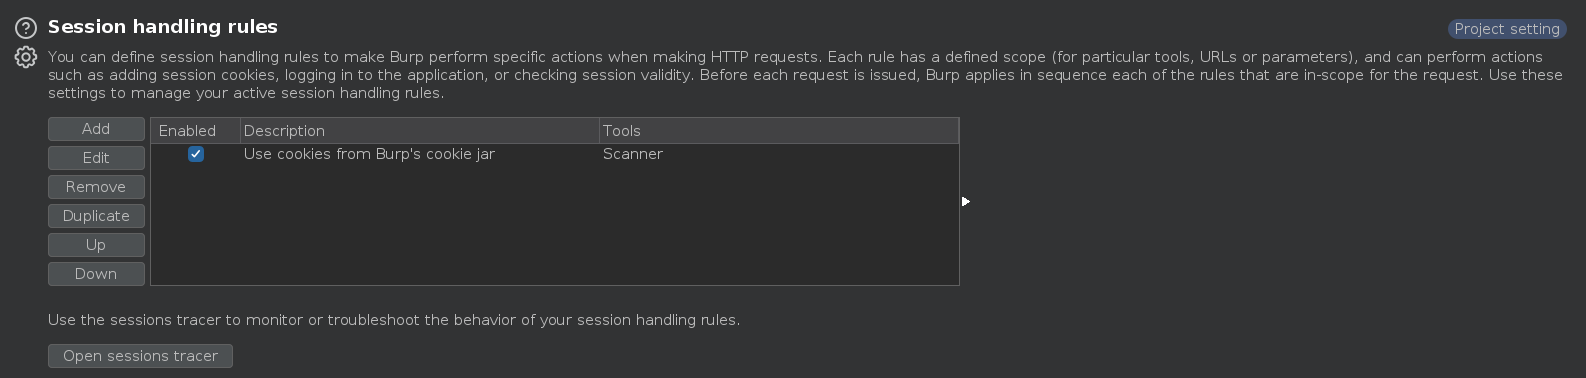 Session handling rules
Project setting
You can define session handling rules to make Burp perform specific actions when making HTTP requests. Each rule has a defined scope (for particular tools, URLs or parameters), and can perform actions
such as adding session cookies, logging in to the application, or checking session validity. Before each request is issued, Burp applies in sequence each of the rules that are in-scope for the request. Use these
settings to manage your active session handling rules.
Add
Edit
Remove
Duplicate
Up
Down
Enabled Description Tools
Use cookies from Burp's cookie jar Scanner
Use the sessions tracer to monitor or troubleshoot the behavior of your session handling rules.
Open sessions tracer